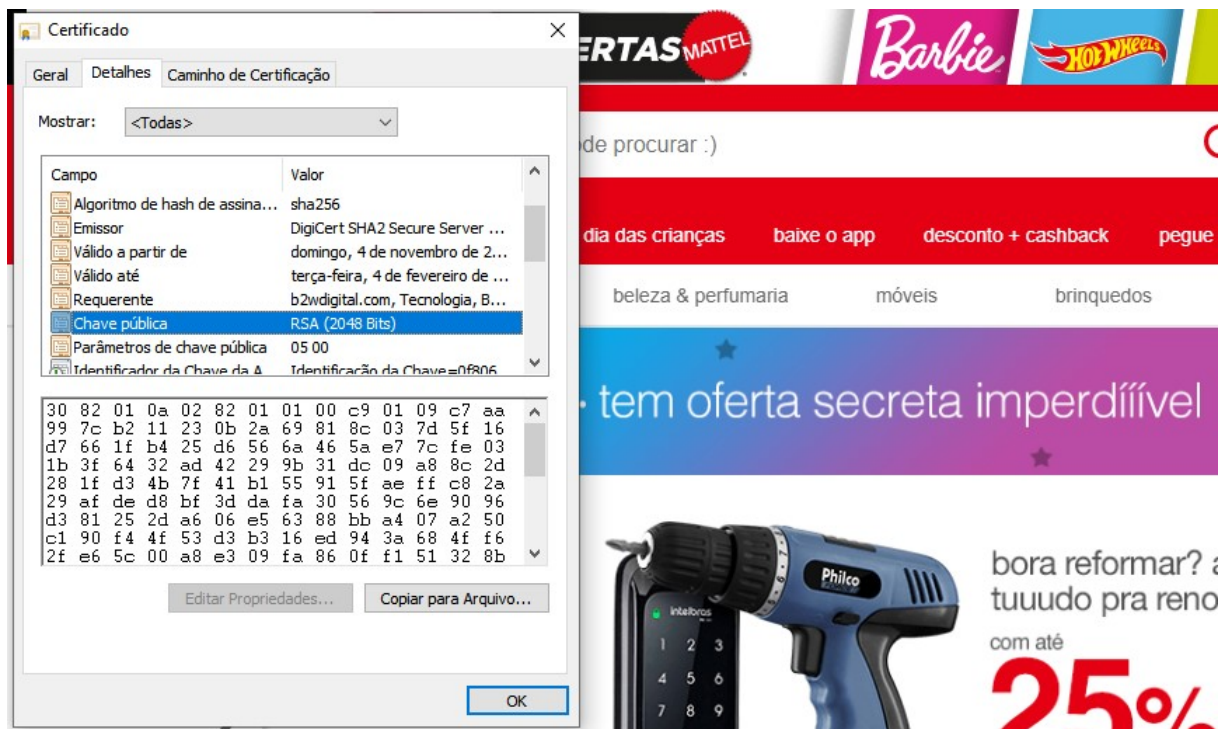 Certificado
Geral Detalhes Caminho de Certificação
Mostrar: <Todas>
Campo Valor
Algoritmo de hash de assina... sha256
Emissor DigiCert SHA2 Secure Server ...
Válido a partir de domingo, 4 de novembro de 2...
Válido até terça-feira, 4 de fevereiro de ...
Requerente b2wdigital.com, Tecnologia, B...
Chave pública RSA (2048 Bits)
Parâmetros de chave pública 05 00
Identificador da Chave da A... Identificação da Chave=0f806...
30 82 01 0a 02 82 01 01 00 c9 01 09 c7 aa
99 7c b2 11 23 0b 2a 69 81 8c 03 7d 5f 16
d7 66 1f b4 25 d6 56 6a 46 5a e7 7c fe 03
1b 3f 64 32 ad 42 29 9b 31 dc 09 a8 8c 2d
28 1f d3 4b 7f 41 b1 55 91 5f ae ff c8 2a
29 af de d8 bf 3d da fa 30 56 9c 6e 90 96
d3 81 25 2d a6 06 e5 63 88 bb a4 07 a2 50
c1 90 f4 4f 53 d3 b3 16 ed 94 3a 68 4f f6
2f e6 5c 00 a8 e3 09 fa 86 0f f1 51 32 8b
Editar Propriedades... Copiar para Arquivo...
OK
ERTAS MATTEL Barbie HOT WHEELS
de procurar :)
dia das crianças baixe o app desconto + cashback pegue
beleza & perfumaria móveis brinquedos
tem oferta secreta imperdíííível
Philco
intelbras
1 2 3
4 5 6
7 8 9
bora reformar? a
tuuudo pra reno
com até
25%